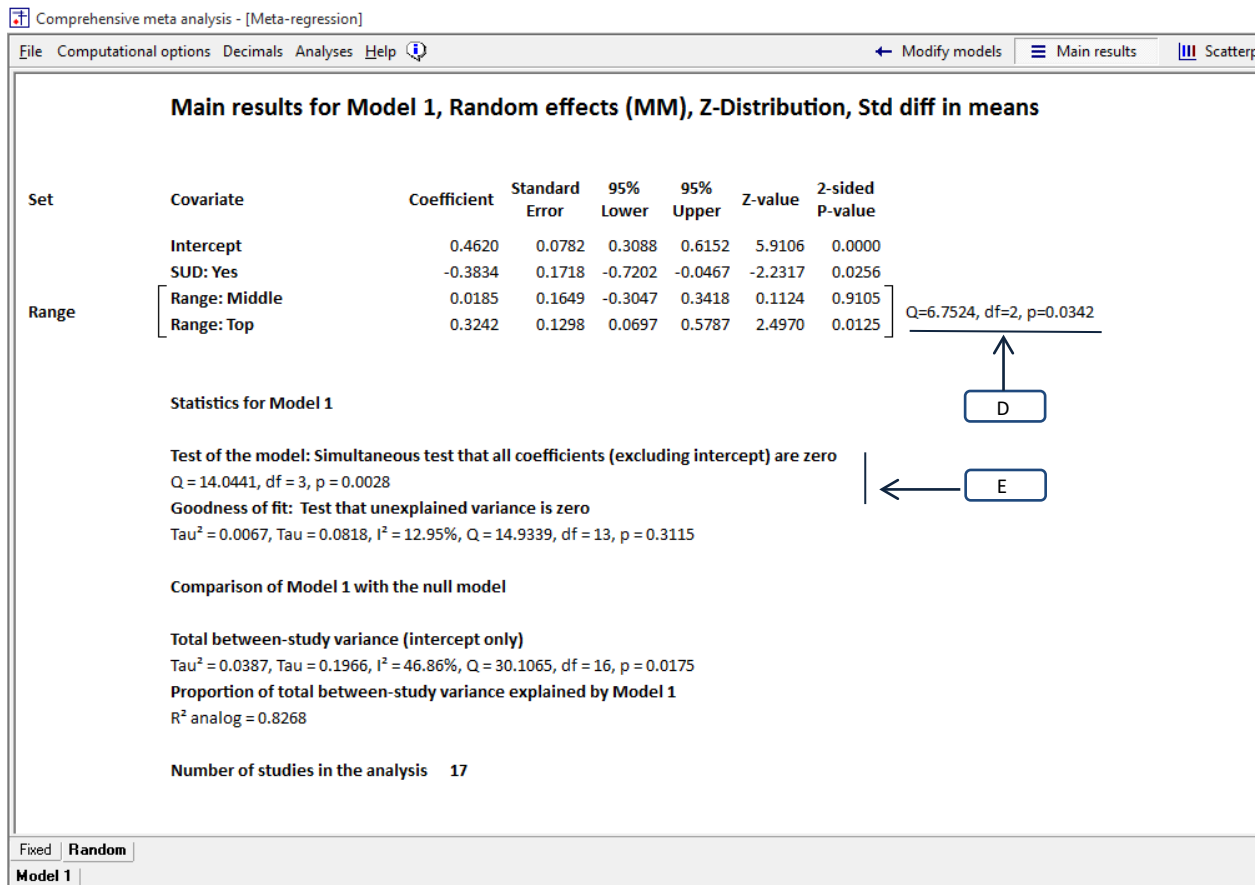 Comprehensive meta analysis - [Meta-regression]
File Computational options Decimals Analyses Help i ← Modify models Main results Scatterp
Main results for Model 1, Random effects (MM), Z-Distribution, Std diff in means
Set Covariate Coefficient Standard Error 95% Lower 95% Upper Z-value 2-sided P-value
Intercept 0.4620 0.0782 0.3088 0.6152 5.9106 0.0000
SUD: Yes -0.3834 0.1718 -0.7202 -0.0467 -2.2317 0.0256
Range: Middle 0.0185 0.1649 -0.3047 0.3418 0.1124 0.9105
Range
Range: Top 0.3242 0.1298 0.0697 0.5787 2.4970 0.0125
Q=6.7524, df=2, p=0.0342
D
Statistics for Model 1
Test of the model: Simultaneous test that all coefficients (excluding intercept) are zero
Q = 14.0441, df = 3, p = 0.0028
E
Goodness of fit: Test that unexplained variance is zero
Tau² = 0.0067, Tau = 0.0818, I² = 12.95%, Q = 14.9339, df = 13, p = 0.3115
Comparison of Model 1 with the null model
Total between-study variance (intercept only)
Tau² = 0.0387, Tau = 0.1966, I² = 46.86%, Q = 30.1065, df = 16, p = 0.0175
Proportion of total between-study variance explained by Model 1
R² analog = 0.8268
Number of studies in the analysis 17
Fixed Random
Model 1